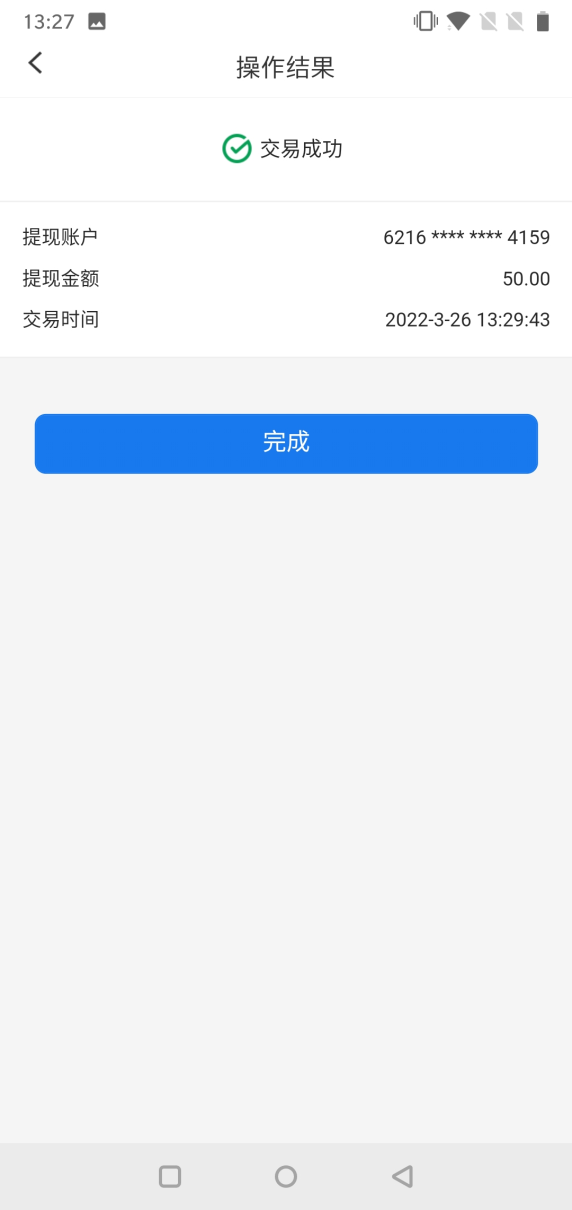 13:27
操作结果
交易成功
提现账户 6216 **** **** 4159
提现金额 50.00
交易时间 2022-3-26 13:29:43
完成